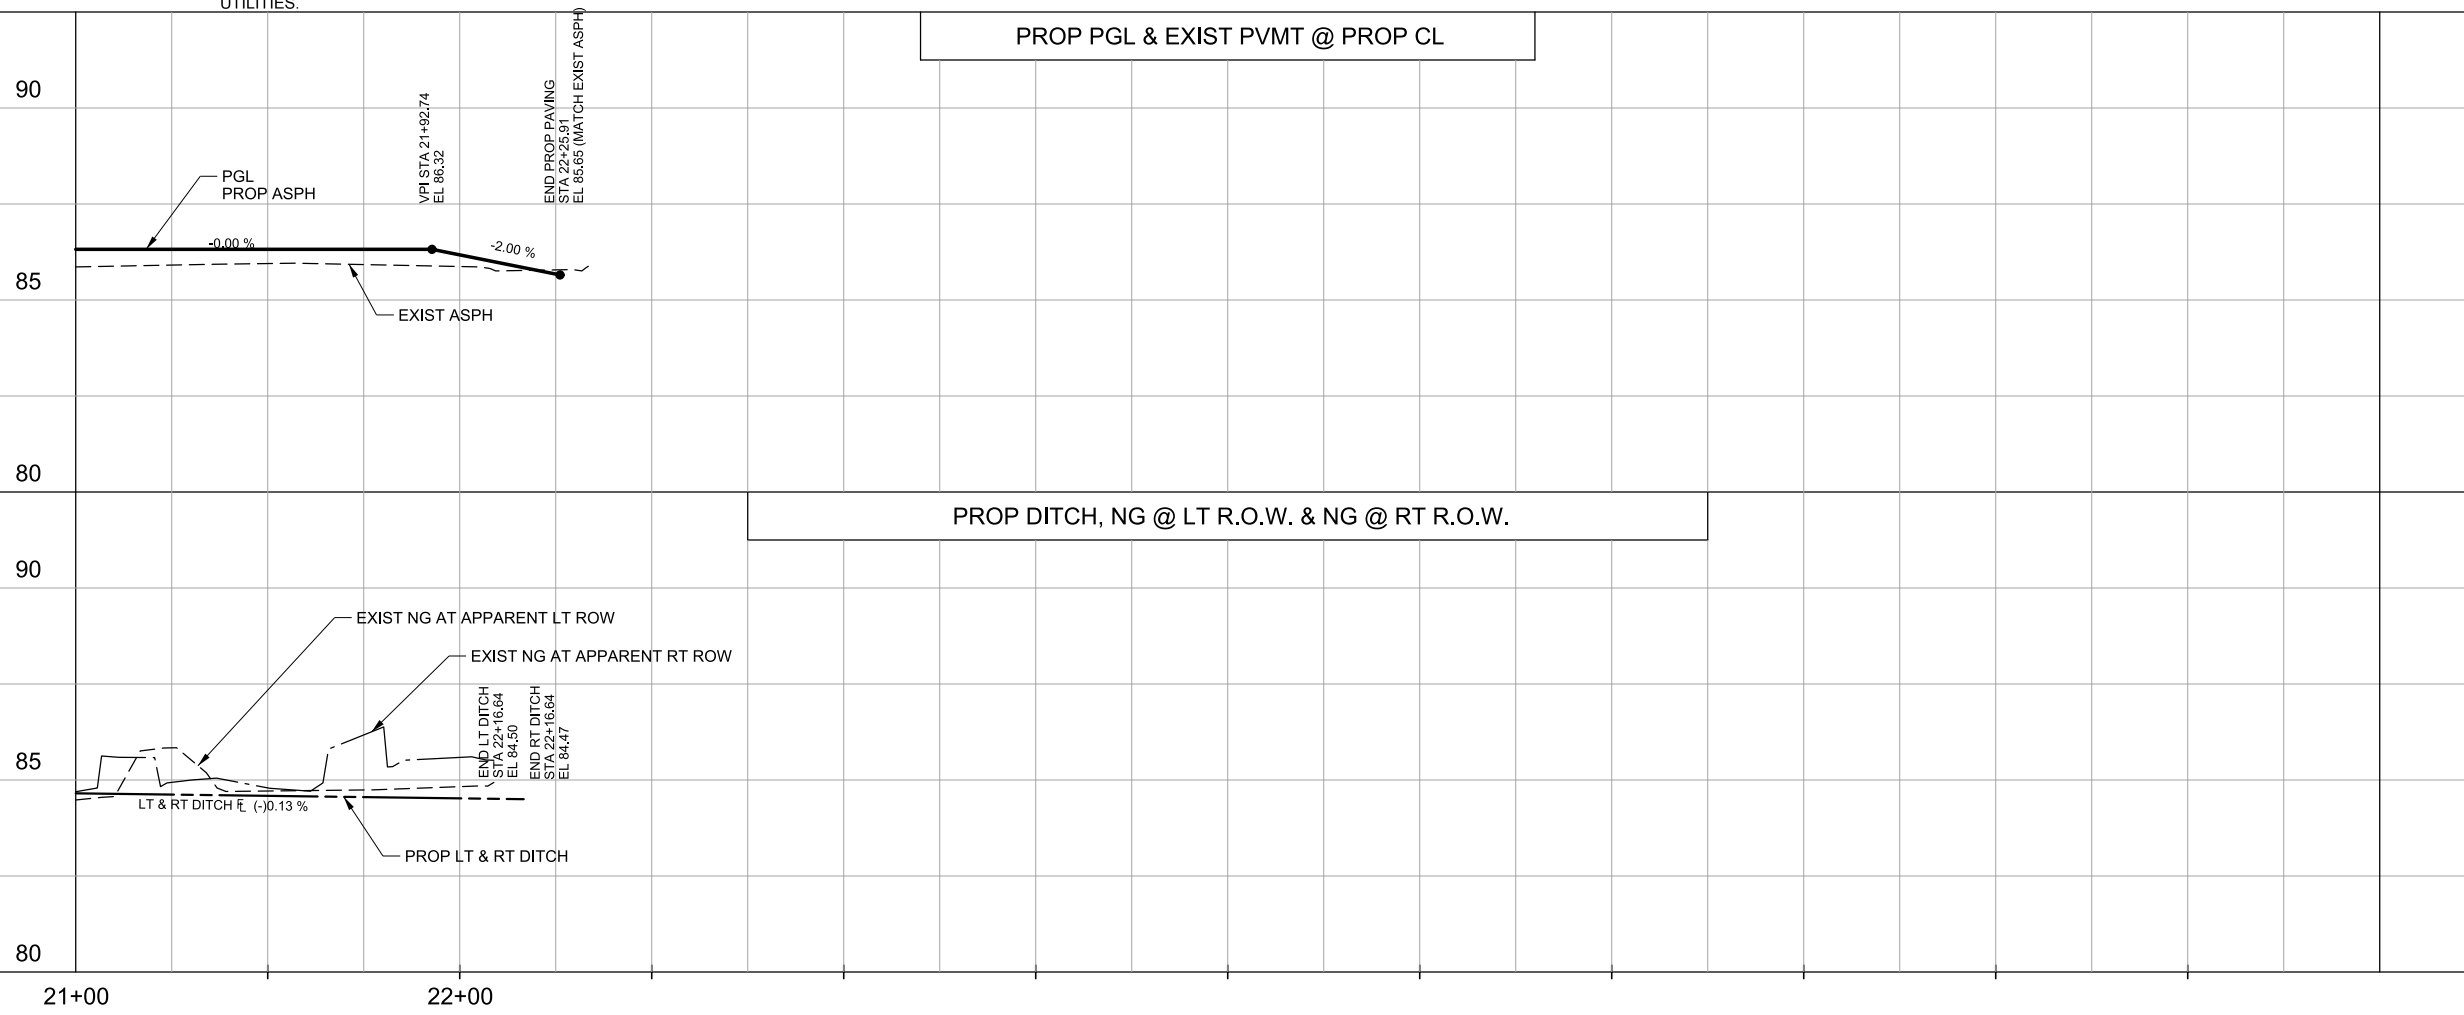 UTILITIES.
PROP PGL & EXIST PVMT @ PROP CL
90
VPI STA 21+92.74
EL 86.32
END PROP PAVING
STA 22+25.91
EL 85.65 (MATCH EXIST ASPH)
PGL
PROP ASPH
-0.00 %
-2.00 %
85
EXIST ASPH
80
PROP DITCH, NG @ LT R.O.W. & NG @ RT R.O.W.
90
EXIST NG AT APPARENT LT ROW
EXIST NG AT APPARENT RT ROW
END LT DITCH
STA 22+16.64
EL 84.50
END RT DITCH
STA 22+16.64
EL 84.47
85
LT & RT DITCH FL (-)0.13 %
PROP LT & RT DITCH
80
21+00
22+00